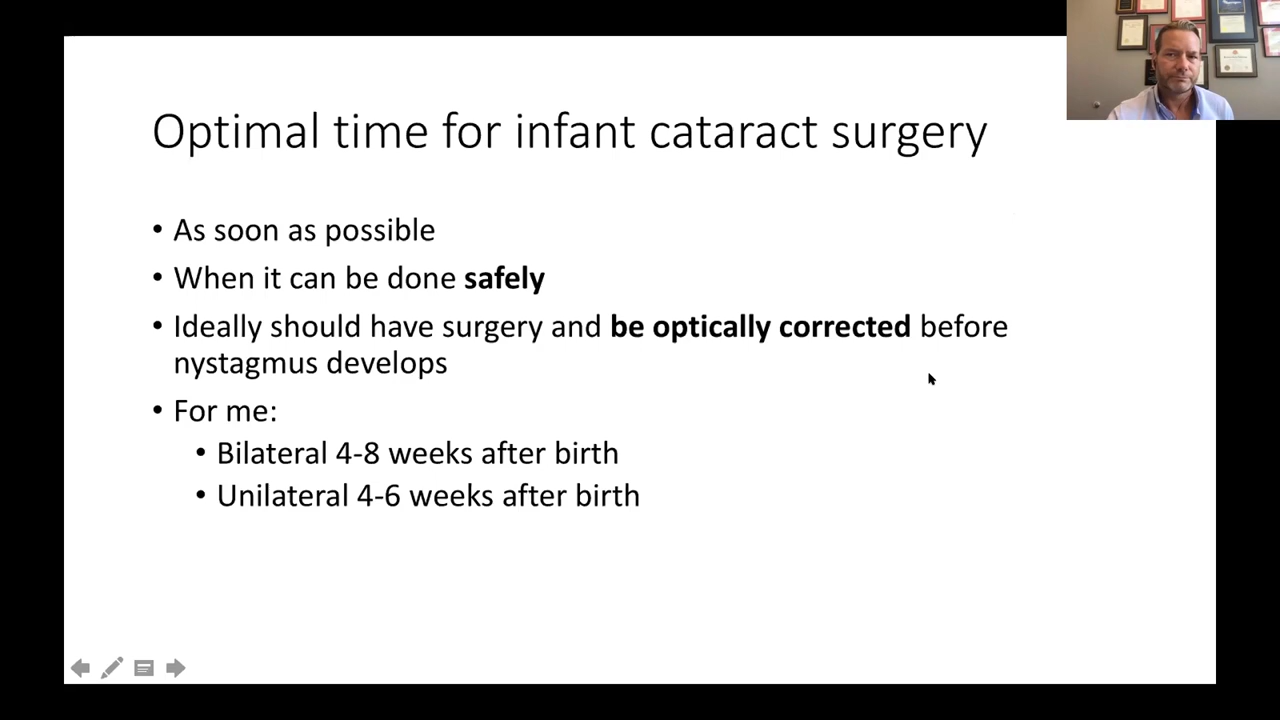 Optimal time for infant cataract surgery
• As soon as possible
• When it can be done safely
• Ideally should have surgery and be optically corrected before
nystagmus develops
• For me:
• Bilateral 4-8 weeks after birth
• Unilateral 4-6 weeks after birth